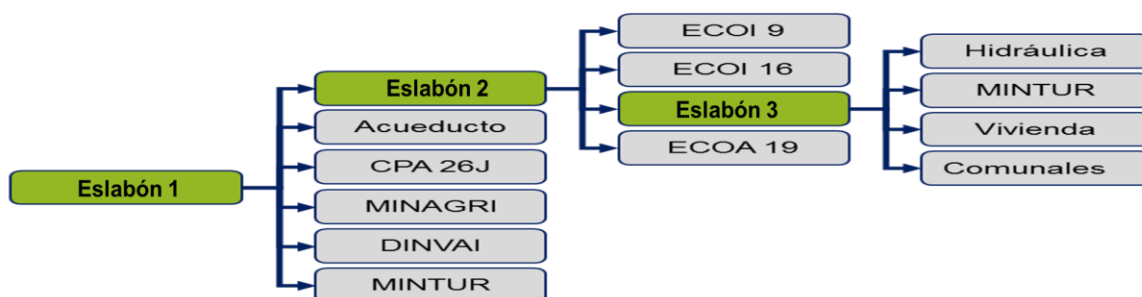 Eslabón 1
Eslabón 2
Acueducto
CPA 26J
MINAGRI
DINVAI
MINTUR
ECOI 9
ECOI 16
Eslabón 3
ECOA 19
Hidráulica
MINTUR
Vivienda
Comunales